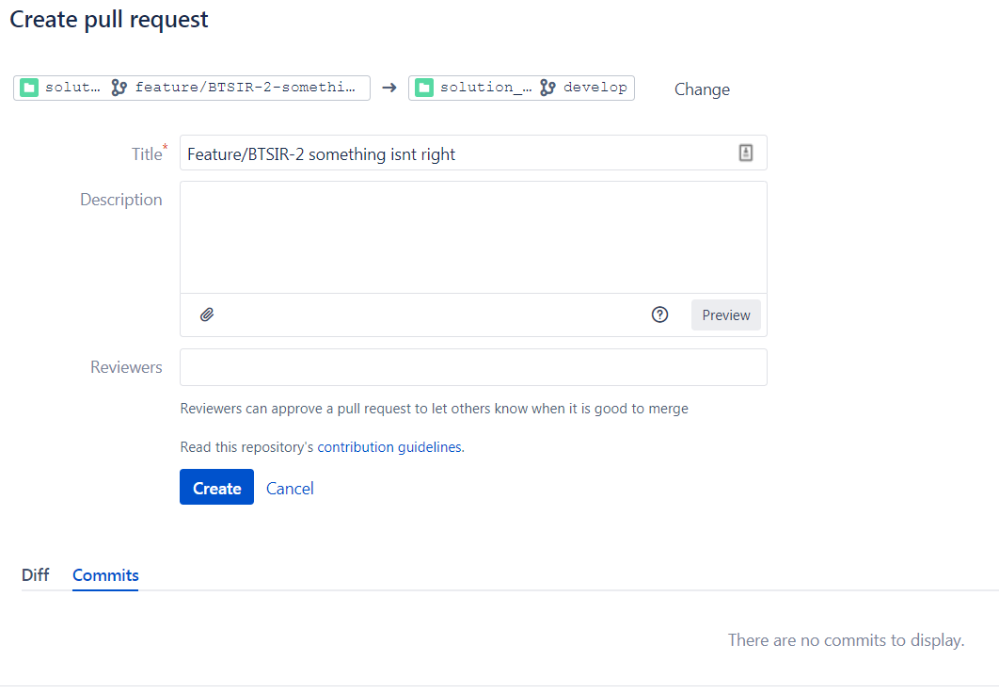 Create pull request
solut... feature/BTSIR-2-somethi... → solution_... develop Change
Title*
Feature/BTSIR-2 something isnt right
Description
Preview
Reviewers
Reviewers can approve a pull request to let others know when it is good to merge
Read this repository's contribution guidelines.
Create Cancel
Diff Commits
There are no commits to display.